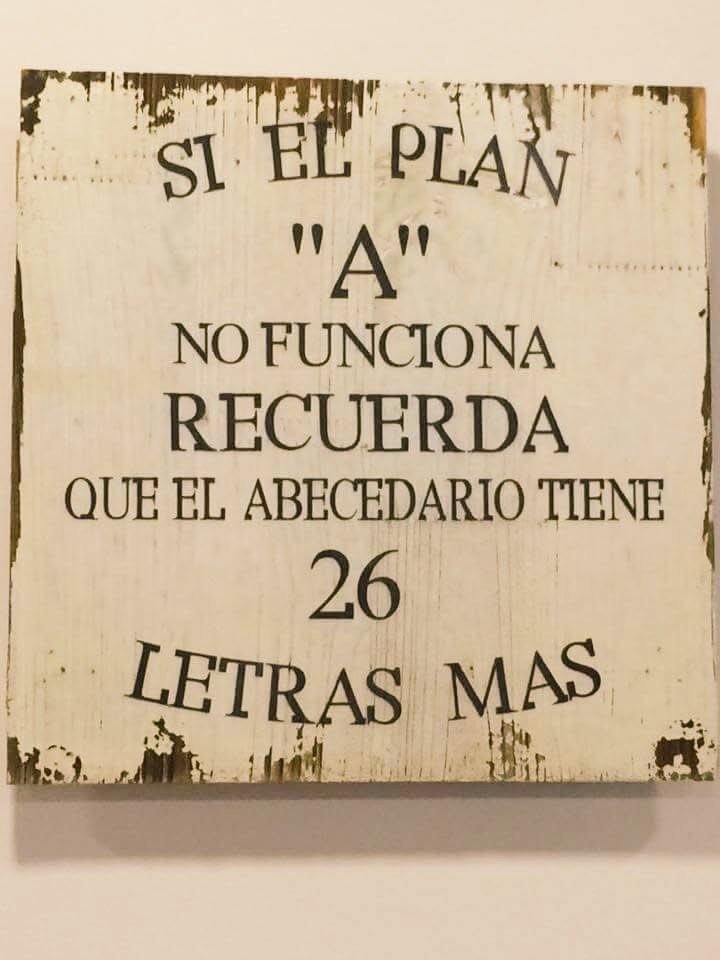 SI EL PLAN
"A"
NO FUNCIONA
RECUERDA
QUE EL ABECEDARIO TIENE
26
LETRAS MAS